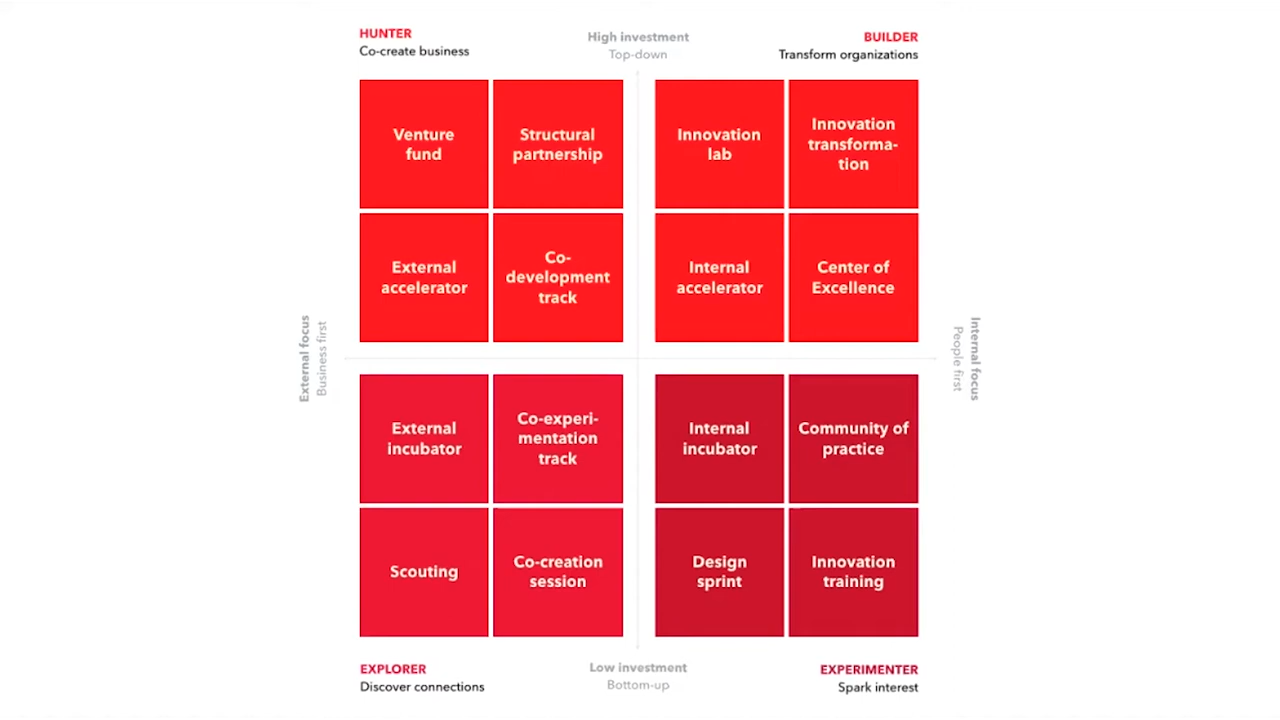 HUNTER
Co-create business
High investment
Top-down
BUILDER
Transform organizations
Venture
fund
Structural
partnership
Innovation
lab
Innovation
transforma-
tion
External
accelerator
Co-
development
track
Internal
accelerator
Center of
Excellence
External focus
Business first
Internal focus
People first
External
incubator
Co-experi-
mentation
track
Internal
incubator
Community of
practice
Scouting
Co-creation
session
Design
sprint
Innovation
training
EXPLORER
Discover connections
Low investment
Bottom-up
EXPERIMENTER
Spark interest